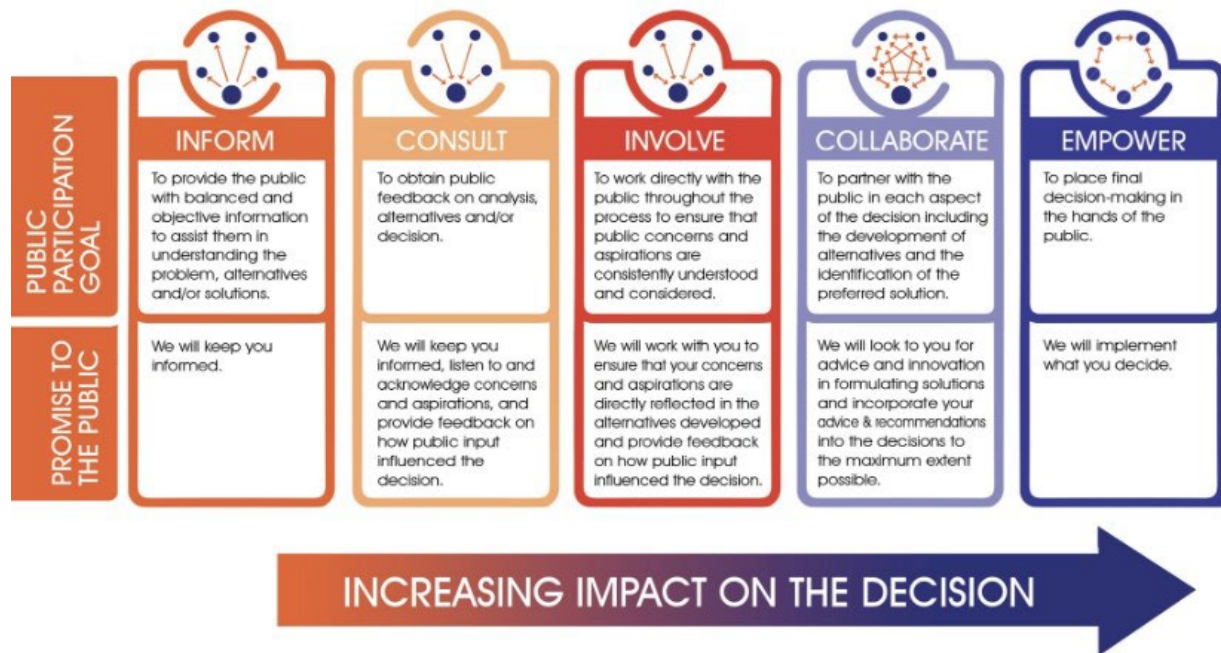 PUBLIC
PARTICIPATION
GOAL
INFORM
To provide the public
with balanced and
objective information
to assist them in
understanding the
problem, alternatives
and/or solutions.
CONSULT
To obtain public
feedback on analysis,
alternatives and/or
decision.
INVOLVE
To work directly with the
public throughout the
process to ensure that
public concerns and
aspirations are
consistently understood
and considered.
COLLABORATE
To partner with the
public in each aspect
of the decision including
the development of
alternatives and the
identification of the
preferred solution.
EMPOWER
To place final
decision-making in
the hands of the
public.
PROMISE TO
THE PUBLIC
We will keep you
informed.
We will keep you
informed, listen to and
acknowledge concerns
and aspirations, and
provide feedback on
how public input
influenced the
decision.
We will work with you to
ensure that your concerns
and aspirations are
directly reflected in the
alternatives developed
and provide feedback
on how public input
influenced the decision.
We will look to you for
advice and innovation
in formulating solutions
and incorporate your
advice & recommendations
into the decisions to
the maximum extent
possible.
We will implement
what you decide.
INCREASING IMPACT ON THE DECISION